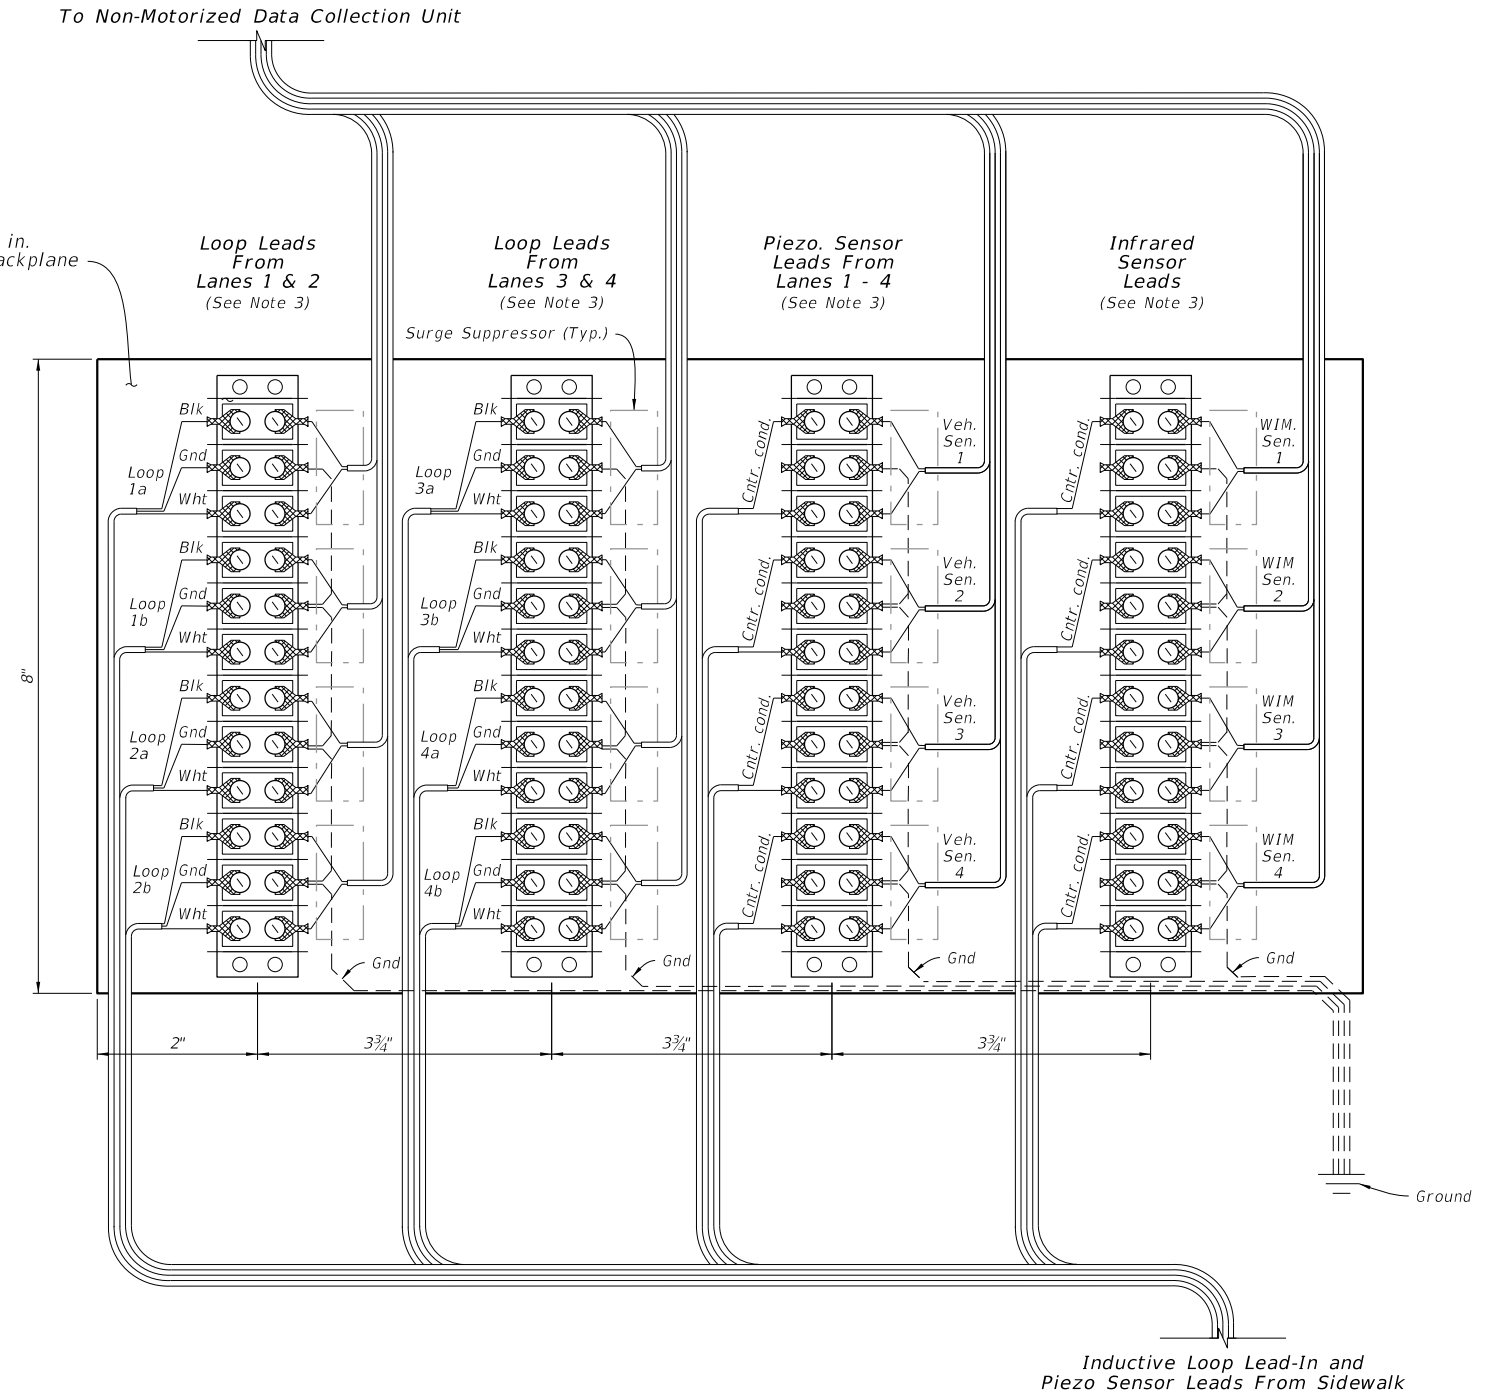 To Non-Motorized Data Collection Unit
in.
ackplane
Loop Leads
From
Lanes 1 & 2
(See Note 3)
Loop Leads
From
Lanes 3 & 4
(See Note 3)
Piezo. Sensor
Leads From
Lanes 1 - 4
(See Note 3)
Infrared
Sensor
Leads
(See Note 3)
Surge Suppressor (Typ.)
8"
Blk
Gnd
Wht
Loop
1a
Blk
Gnd
Wht
Loop
1b
Blk
Gnd
Wht
Loop
2a
Blk
Gnd
Wht
Loop
2b
Gnd
Blk
Gnd
Wht
Loop
3a
Blk
Gnd
Wht
Loop
3b
Blk
Gnd
Wht
Loop
4a
Blk
Gnd
Wht
Loop
4b
Gnd
Cntr. cond.
Cntr. cond.
Cntr. cond.
Cntr. cond.
Veh.
Sen.
1
Veh.
Sen.
2
Veh.
Sen.
3
Veh.
Sen.
4
Gnd
Cntr. cond.
Cntr. cond.
Cntr. cond.
Cntr. cond.
WIM.
Sen.
1
WIM
Sen.
2
WIM
Sen.
3
WIM
Sen.
4
Gnd
2"
3¾"
3¾"
3¾"
Ground
Inductive Loop Lead-In and
Piezo Sensor Leads From Sidewalk